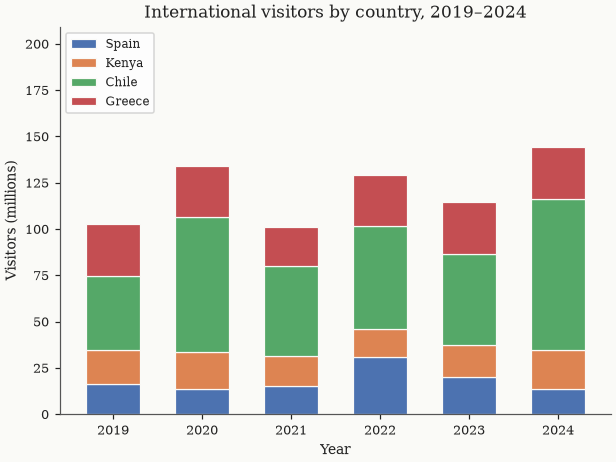 International visitors by country, 2019–2024
Spain
Kenya
Chile
Greece
Visitors (millions)
200
175
150
125
100
75
50
25
0
2019 2020 2021 2022 2023 2024
Year